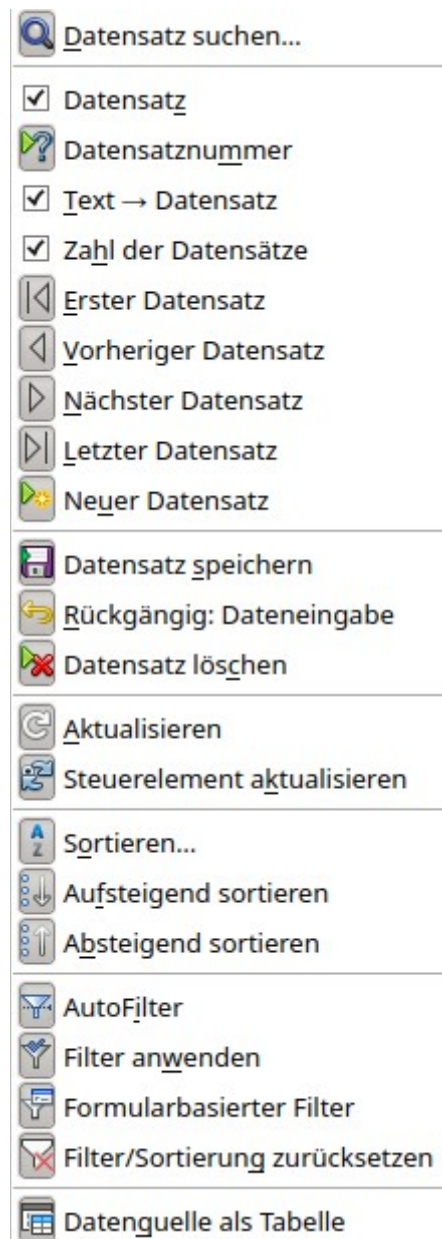 Datensatz suchen...
Datensatz
Datensatznummer
Text → Datensatz
Zahl der Datensätze
Erster Datensatz
Vorheriger Datensatz
Nächster Datensatz
Letzter Datensatz
Neuer Datensatz
Datensatz speichern
Rückgängig: Dateneingabe
Datensatz löschen
Aktualisieren
Steuerelement aktualisieren
Sortieren...
Aufsteigend sortieren
Absteigend sortieren
AutoFilter
Filter anwenden
Formularbasierter Filter
Filter/Sortierung zurücksetzen
Datenquelle als Tabelle